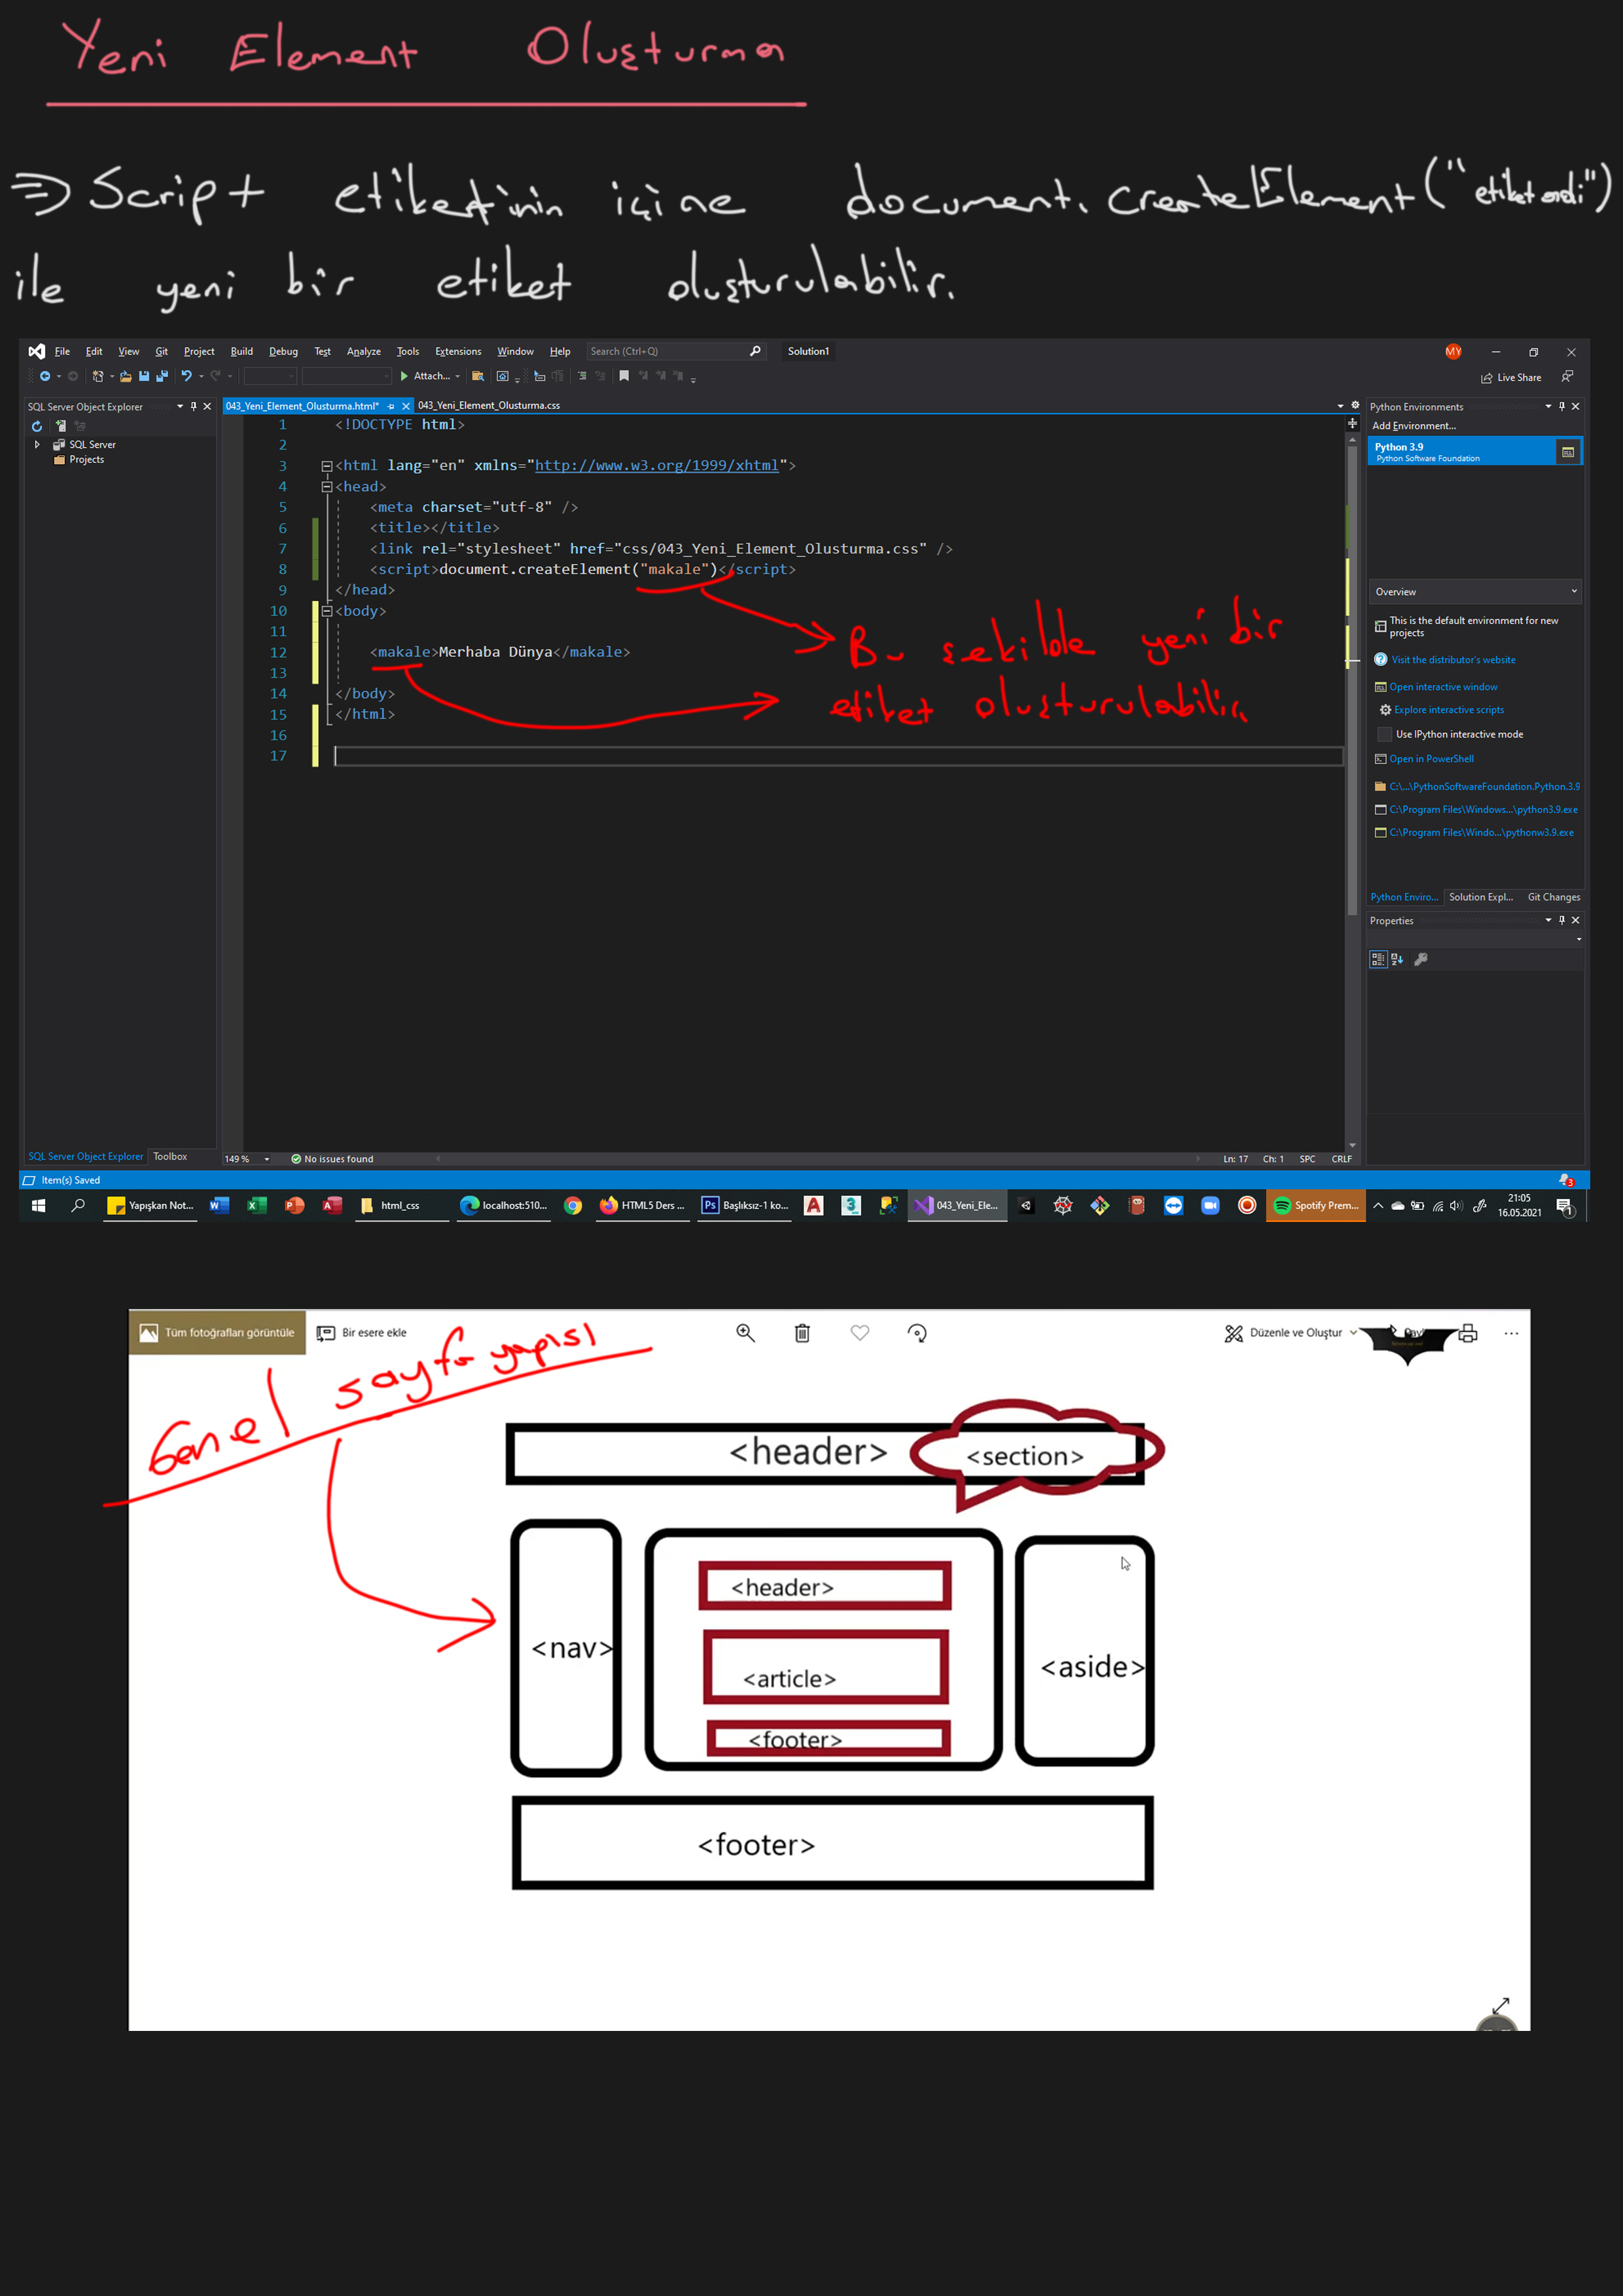 Yeni Element Oluşturma
=> Script etiketinin içine document.createElement("etiket adi")
ile yeni bir etiket oluşturulabilir.
File Edit View Git Project Build Debug Test Analyze Tools Extensions Window Help Search (Ctrl+Q) Solution1 MY
Attach... Live Share
SQL Server Object Explorer
SQL Server
Projects
043_Yeni_Element_Olusturma.html* 043_Yeni_Element_Olusturma.css
1 <!DOCTYPE html>
2
3 <html lang="en" xmlns="http://www.w3.org/1999/xhtml">
4 <head>
5 <meta charset="utf-8" />
6 <title></title>
7 <link rel="stylesheet" href="css/043_Yeni_Element_Olusturma.css" />
8 <script>document.createElement("makale")</script>
9 </head>
10 <body>
11
12 <makale>Merhaba Dünya</makale>
13
14 </body>
15 </html>
16
17
Bu şekilde yeni bir
etiket oluşturulabilir.
Python Environments
Add Environment...
Python 3.9
Python Software Foundation
Overview
This is the default environment for new
projects
Visit the distributor's website
Open interactive window
Explore interactive scripts
Use IPython interactive mode
Open in PowerShell
C:\...\PythonSoftwareFoundation.Python.3.9
C:\Program Files\Windows...\python3.9.exe
C:\Program Files\Windo...\pythonw3.9.exe
Python Enviro... Solution Expl... Git Changes
Properties
SQL Server Object Explorer Toolbox
149 % No issues found Ln: 17 Ch: 1 SPC CRLF
Item(s) Saved 3
Yapışkan Not... html_css localhost:510... HTML5 Ders ... Ps Başlıksız-1 ko... 043_Yeni_Ele... Spotify Prem... 21:05
16.05.2021 1
Tüm fotoğrafları görüntüle Bir esere ekle Düzenle ve Oluştur
Genel sayfa yapısı
<header> <section>
<nav>
<header>
<article>
<footer>
<aside>
<footer>